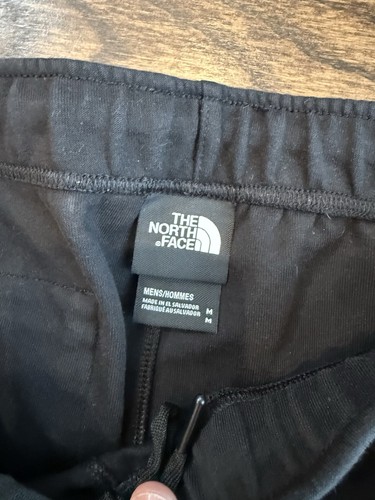 THE
NORTH
FACE
MENS/HOMMES
MADE IN EL SALVADOR M
FABRIQUÉ AU SALVADOR M